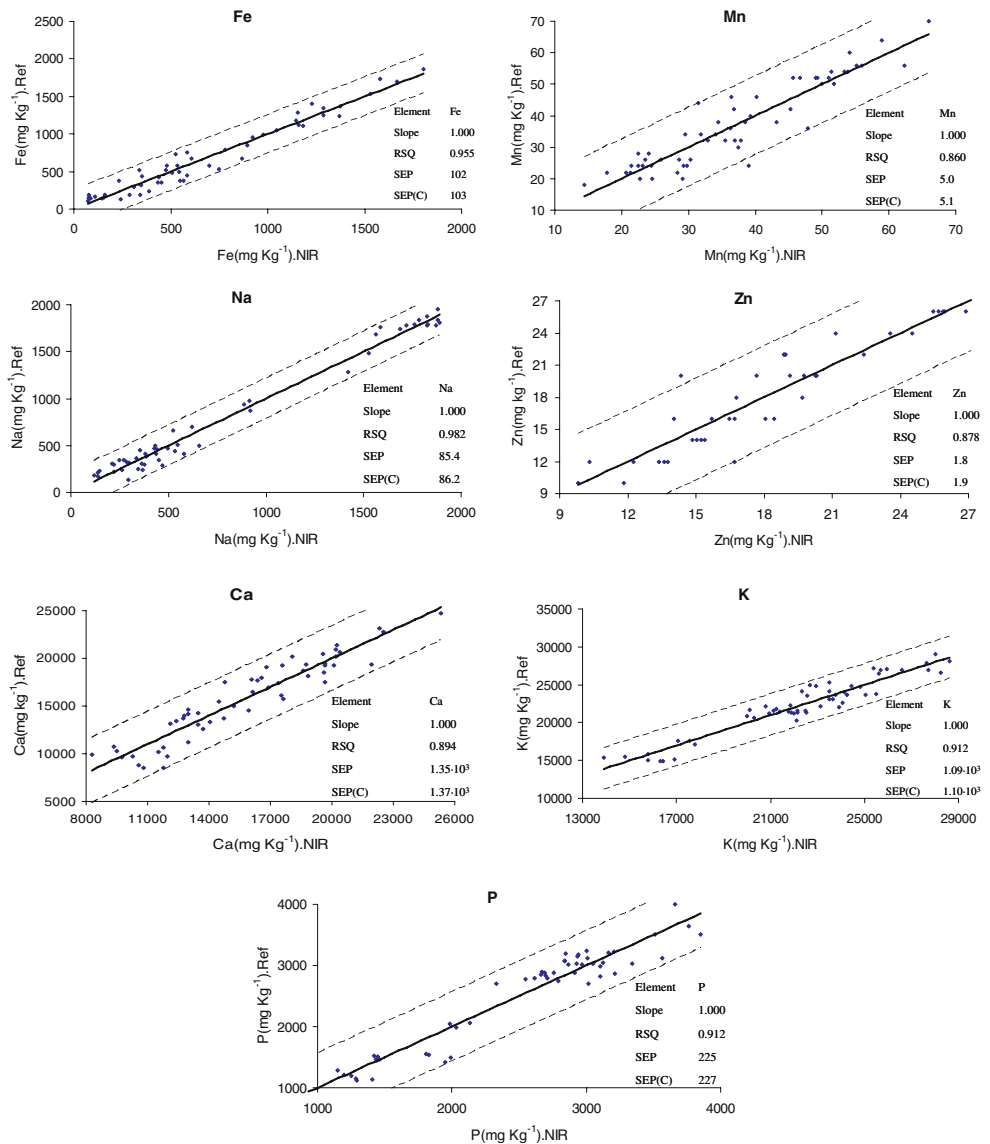 Fe
2500
2000
1500
1000
500
0
Fe(mg Kg⁻¹).Ref
Element Fe
Slope 1.000
RSQ 0.955
SEP 102
SEP(C) 103
0 500 1000 1500 2000
Fe(mg Kg⁻¹).NIR
Mn
70
60
50
40
30
20
10
Mn(mg Kg⁻¹).Ref
Element Mn
Slope 1.000
RSQ 0.860
SEP 5.0
SEP(C) 5.1
10 20 30 40 50 60 70
Mn(mg Kg⁻¹).NIR
Na
2000
1500
1000
500
0
Na(mg Kg⁻¹).Ref
Element Na
Slope 1.000
RSQ 0.982
SEP 85.4
SEP(C) 86.2
0 500 1000 1500 2000
Na(mg Kg⁻¹).NIR
Zn
27
24
21
18
15
12
9
Zn(mg Kg⁻¹).Ref
Element Zn
Slope 1.000
RSQ 0.878
SEP 1.8
SEP(C) 1.9
9 12 15 18 21 24 27
Zn(mg Kg⁻¹).NIR
Ca
25000
20000
15000
10000
5000
Ca(mg kg⁻¹).Ref
Element Ca
Slope 1.000
RSQ 0.894
SEP 1.35·10³
SEP(C) 1.37·10³
8000 11000 14000 17000 20000 23000 26000
Ca(mg Kg⁻¹).NIR
K
35000
30000
25000
20000
15000
10000
K(mg Kg⁻¹).Ref
Element K
Slope 1.000
RSQ 0.912
SEP 1.09·10³
SEP(C) 1.10·10³
13000 17000 21000 25000 29000
K(mg Kg⁻¹).NIR
P
4000
3000
2000
1000
P(mg Kg⁻¹).Ref
Element P
Slope 1.000
RSQ 0.912
SEP 225
SEP(C) 227
1000 2000 3000 4000
P(mg Kg⁻¹).NIR